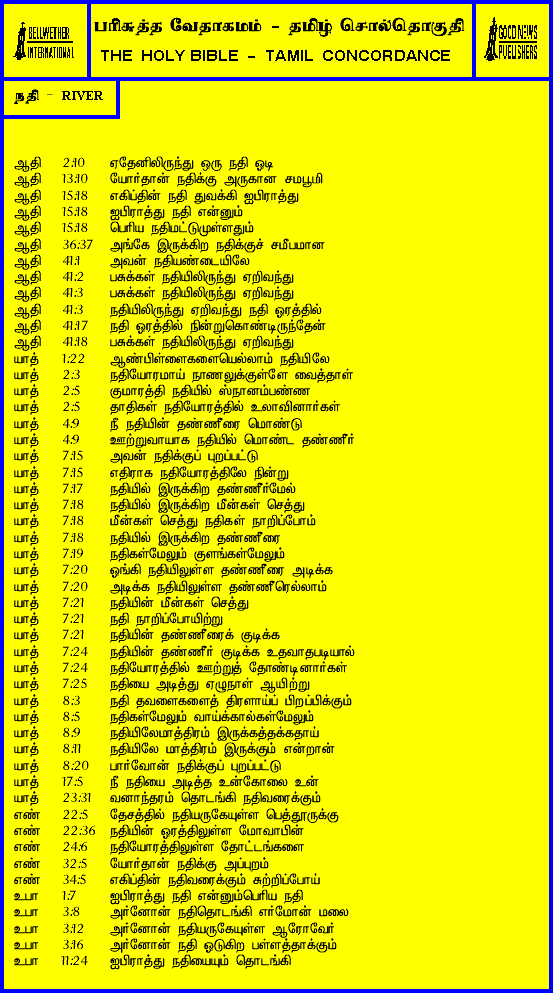 BELLWETHER INTERNATIONAL
பரிசுத்த வேதாகமம் - தமிழ் சொல்தொகுதி
THE HOLY BIBLE - TAMIL CONCORDANCE
GOOD NEWS PUBLISHERS
நதி - RIVER
ஆதி 2:10 ஏதேனிலிருந்து ஒரு நதி ஓடி
ஆதி 13:10 யோர்தான் நதிக்கு அருகான சமபூமி
ஆதி 15:18 எகிப்தின் நதி துவக்கி ஐபிராத்து
ஆதி 15:18 ஐபிராத்து நதி என்னும்
ஆதி 15:18 பெரிய நதிமட்டுமுள்ளதும்
ஆதி 36:37 அங்கே இருக்கிற நதிக்குச் சமீபமான
ஆதி 41:1 அவன் நதியண்டையிலே
ஆதி 41:2 பசுக்கள் நதியிலிருந்து ஏறிவந்து
ஆதி 41:3 பசுக்கள் நதியிலிருந்து ஏறிவந்து
ஆதி 41:3 நதியிலிருந்து ஏறிவந்து நதி ஓரத்தில்
ஆதி 41:17 நதி ஓரத்தில் நின்றுகொண்டிருந்தேன்
ஆதி 41:18 பசுக்கள் நதியிலிருந்து ஏறிவந்து
யாத் 1:22 ஆண்பிள்ளைகளையெல்லாம் நதியிலே
யாத் 2:3 நதியோரமாய் நாணலுக்குள்ளே வைத்தாள்
யாத் 2:5 குமாரத்தி நதியில் ஸ்நானம்பண்ண
யாத் 2:5 தாதிகள் நதியோரத்தில் உலாவினார்கள்
யாத் 4:9 நீ நதியின் தண்ணீரை மொண்டு
யாத் 4:9 ஊற்றுவாயாக நதியில் மொண்ட தண்ணீர்
யாத் 7:15 அவன் நதிக்குப் புறப்பட்டு
யாத் 7:15 எதிராக நதியோரத்திலே நின்று
யாத் 7:17 நதியில் இருக்கிற தண்ணீர்மேல்
யாத் 7:18 நதியில் இருக்கிற மீன்கள் செத்து
யாத் 7:18 மீன்கள் செத்து நதிகள் நாறிப்போம்
யாத் 7:18 நதியில் இருக்கிற தண்ணீரை
யாத் 7:19 நதிகள்மேலும் குளங்கள்மேலும்
யாத் 7:20 ஓங்கி நதியிலுள்ள தண்ணீரை அடிக்க
யாத் 7:20 அடிக்க நதியிலுள்ள தண்ணீரெல்லாம்
யாத் 7:21 நதியின் மீன்கள் செத்து
யாத் 7:21 நதி நாறிப்போயிற்று
யாத் 7:21 நதியின் தண்ணீரைக் குடிக்க
யாத் 7:24 நதியின் தண்ணீர் குடிக்க உதவாதபடியால்
யாத் 7:24 நதியோரத்தில் ஊற்றுத் தோண்டினார்கள்
யாத் 7:25 நதியை அடித்து ஏழுநாள் ஆயிற்று
யாத் 8:3 நதி தவளைகளைத் திரளாய்ப் பிறப்பிக்கும்
யாத் 8:5 நதிகள்மேலும் வாய்க்கால்கள்மேலும்
யாத் 8:9 நதியிலேமாத்திரம் இருக்கத்தக்கதாய்
யாத் 8:11 நதியிலே மாத்திரம் இருக்கும் என்றான்
யாத் 8:20 பார்வோன் நதிக்குப் புறப்பட்டு
யாத் 17:5 நீ நதியை அடித்த உன்கோலை உன்
யாத் 23:31 வனாந்தரம் தொடங்கி நதிவரைக்கும்
எண் 22:5 தேசத்தில் நதியருகேயுள்ள பெத்தூருக்கு
எண் 22:36 நதியின் ஓரத்திலுள்ள மோவாபின்
எண் 24:6 நதியோரத்திலுள்ள தோட்டங்களை
எண் 32:5 யோர்தான் நதிக்கு அப்புறம்
எண் 34:5 எகிப்தின் நதிவரைக்கும் சுற்றிப்போய்
உபா 1:7 ஐபிராத்து நதி என்னும்பெரிய நதி
உபா 3:8 அர்னோன் நதிதொடங்கி எர்மோன் மலை
உபா 3:12 அர்னோன் நதியருகேயுள்ள ஆரோவேர்
உபா 3:16 அர்னோன் நதி ஓடுகிற பள்ளத்தாக்கும்
உபா 11:24 ஐபிராத்து நதியையும் தொடங்கி